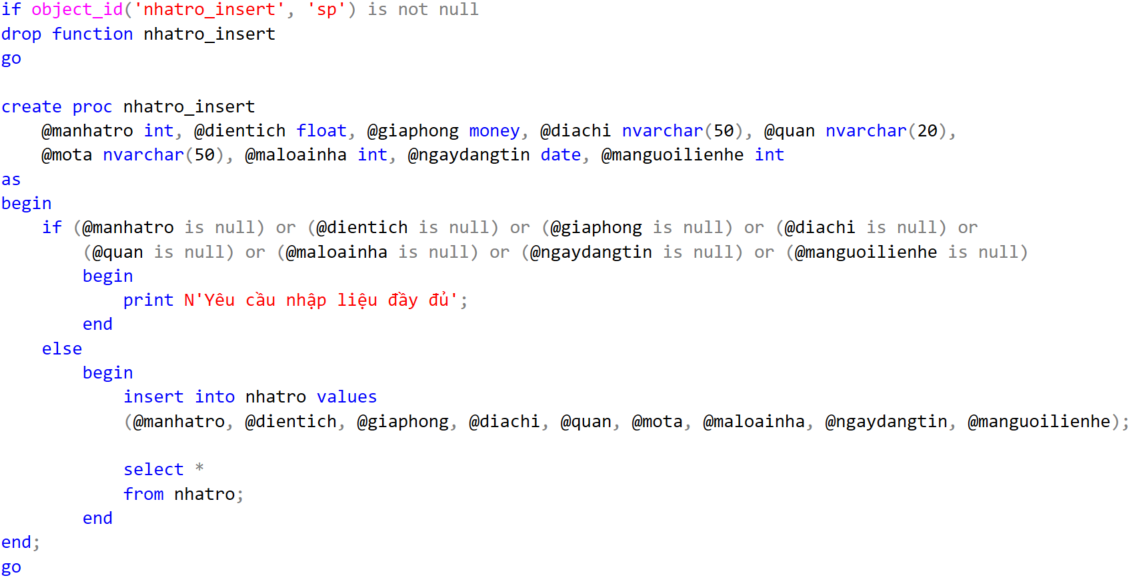 if object_id('nhatro_insert', 'sp') is not null
drop function nhatro_insert
go
create proc nhatro_insert
@manhatro int, @dientich float, @giaphong money, @diachi nvarchar(50), @quan nvarchar(20),
@mota nvarchar(50), @maloainha int, @ngaydangtin date, @manguoilienhe int
as
begin
if (@manhatro is null) or (@dientich is null) or (@giaphong is null) or (@diachi is null) or
(@quan is null) or (@maloainha is null) or (@ngaydangtin is null) or (@manguoilienhe is null)
begin
print N'Yêu cầu nhập liệu đầy đủ';
end
else
begin
insert into nhatro values
(@manhatro, @dientich, @giaphong, @diachi, @quan, @mota, @maloainha, @ngaydangtin, @manguoilienhe);
select *
from nhatro;
end
end;
go